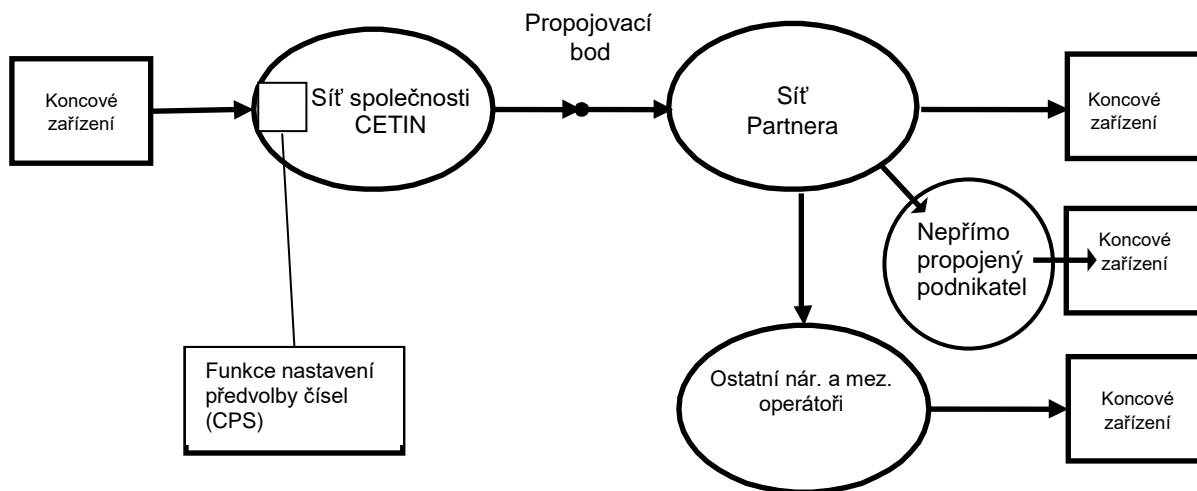 Propojovací
bod
Koncové
zařízení
Síť společnosti
CETIN
Síť
Partnera
Koncové
zařízení
Nepřímo
propojený
podnikatel
Koncové
zařízení
Funkce nastavení
předvolby čísel
(CPS)
Ostatní nár. a mez.
operátoři
Koncové
zařízení